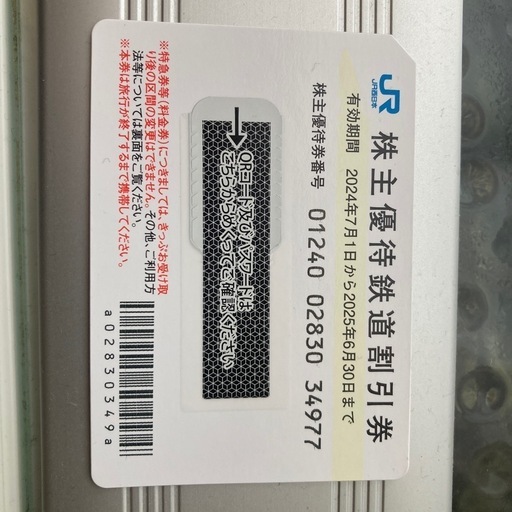 JR
JR西日本
株主優待鉄道割引券
有効期間 2024年7月1日から2025年6月30日まで
株主優待券番号 01240 02830 34977
QRコード及びパスワードは
こちらからめくってご確認ください
※特急券等(料金券)につきましては、きっぷお受け取
り後の区間の変更はできません。その他、ご利用方
法等については裏面をご覧ください。
※本券は旅行が終了するまで携帯してください。
a0283030349a